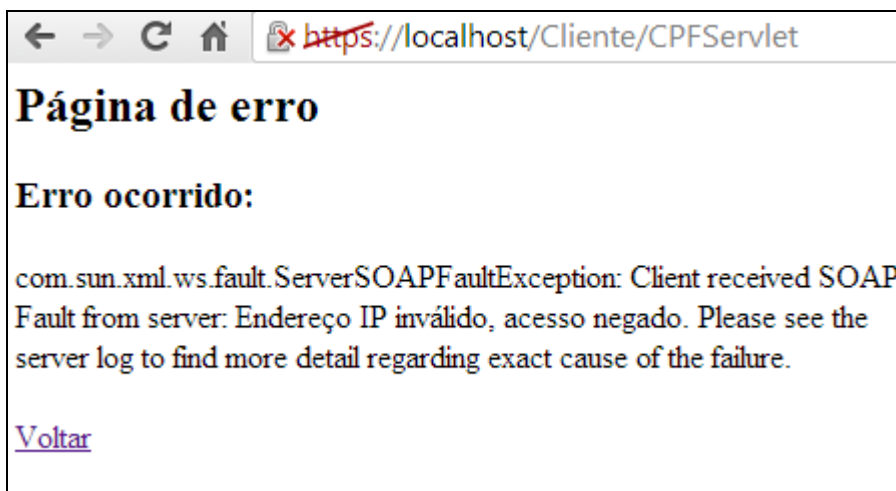 https://localhost/Cliente/CPFServlet
Página de erro
Erro ocorrido:
com.sun.xml.ws.fault.ServerSOAPFaultException: Client received SOAP
Fault from server: Endereço IP inválido, acesso negado. Please see the
server log to find more detail regarding exact cause of the failure.
Voltar